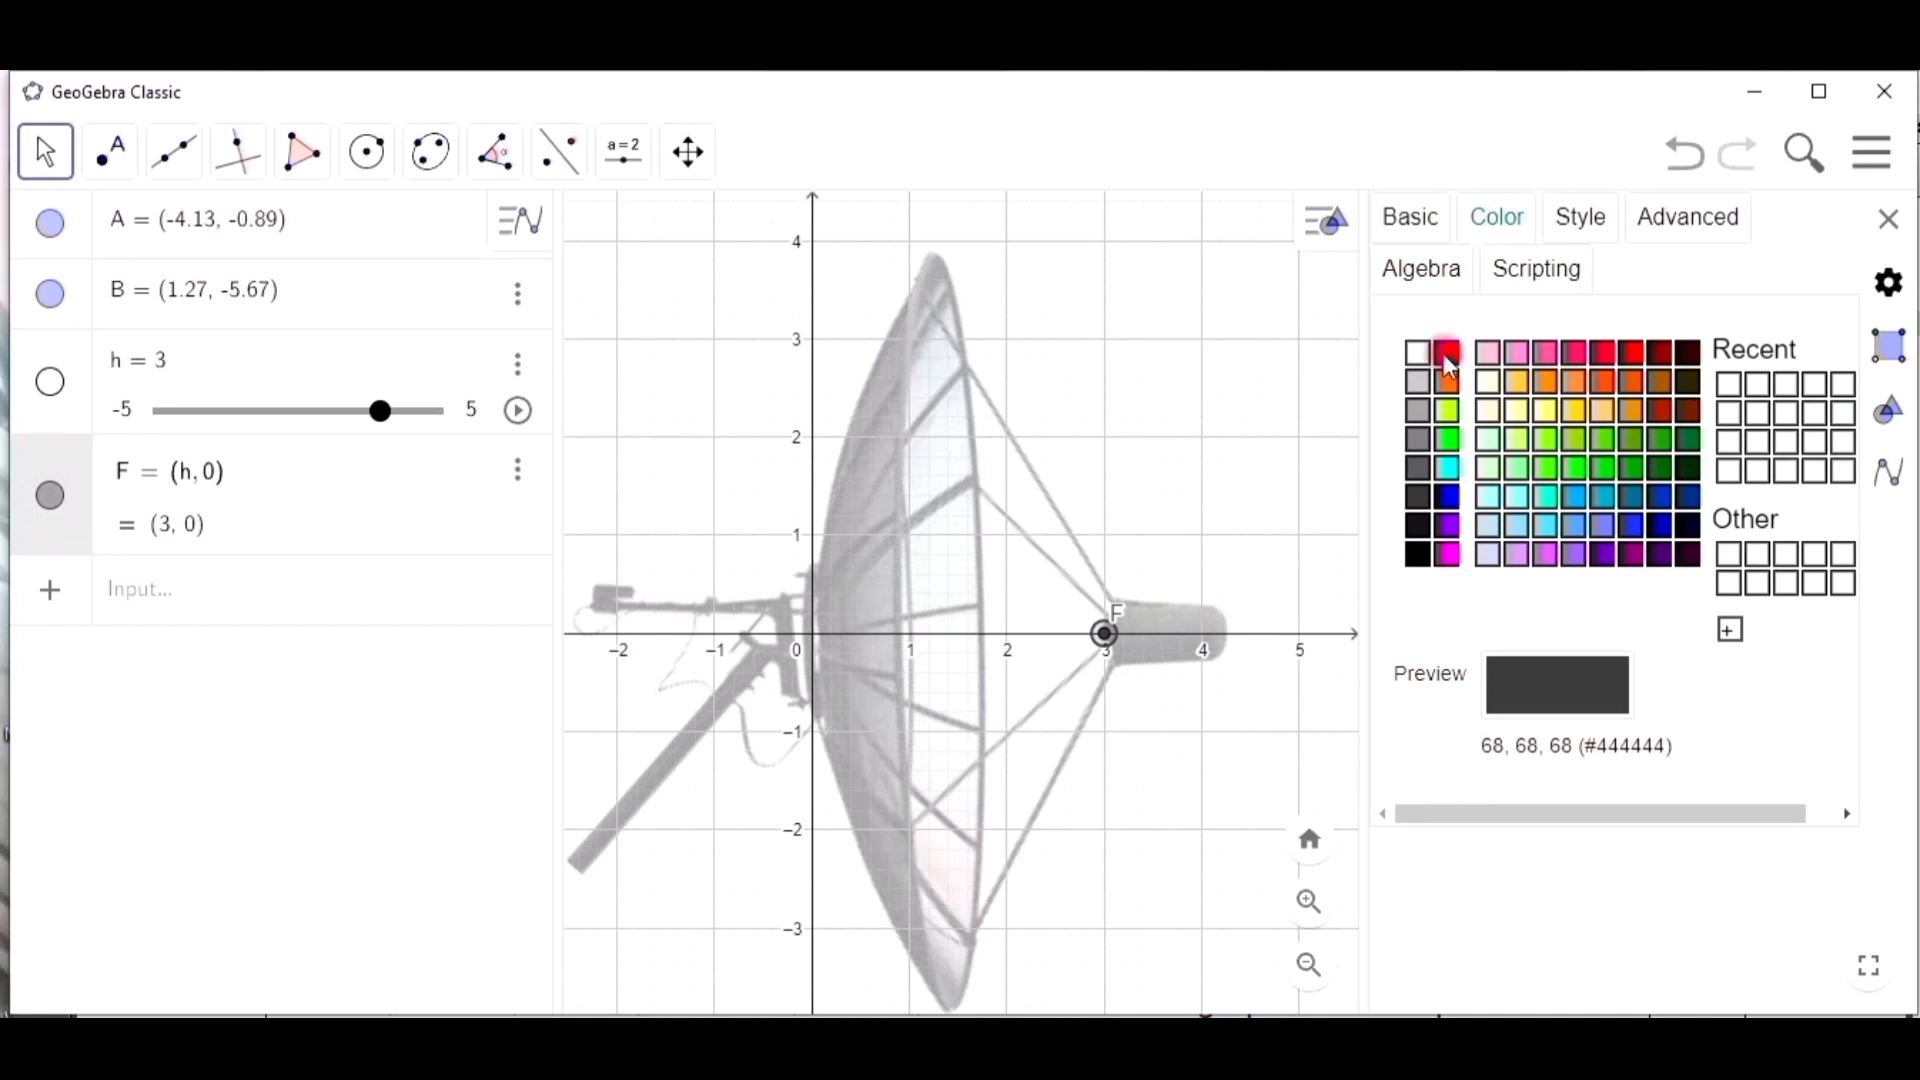 GeoGebra Classic
A
a = 2
A = (-4.13, -0.89)
B = (1.27, -5.67)
h = 3
-5
5
F = (h, 0)
= (3, 0)
+ Input...
4
3
2
1
F
−2
−1
0
1
2
3
4
5
−1
−2
−3
Basic
Color
Style
Advanced
Algebra
Scripting
Recent
Other
+
Preview
68, 68, 68 (#444444)